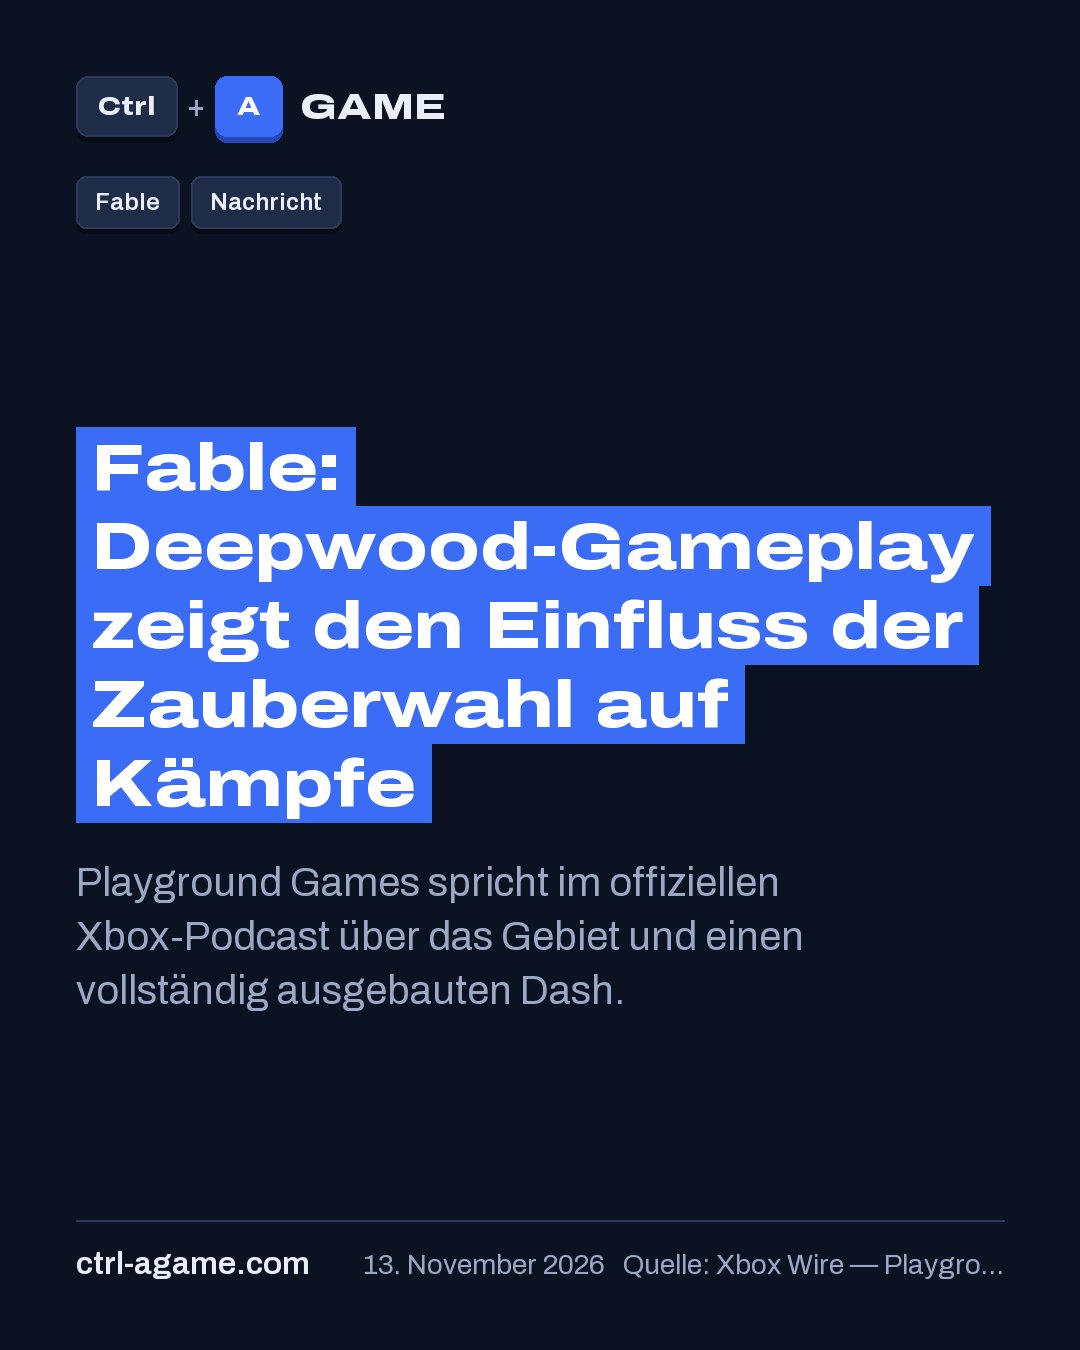 Ctrl + A GAME
Fable Nachricht
Fable:
Deepwood-Gameplay
zeigt den Einfluss der
Zauberwahl auf
Kämpfe
Playground Games spricht im offiziellen
Xbox-Podcast über das Gebiet und einen
vollständig ausgebauten Dash.
ctrl-agame.com 13. November 2026 Quelle: Xbox Wire — Playgro...